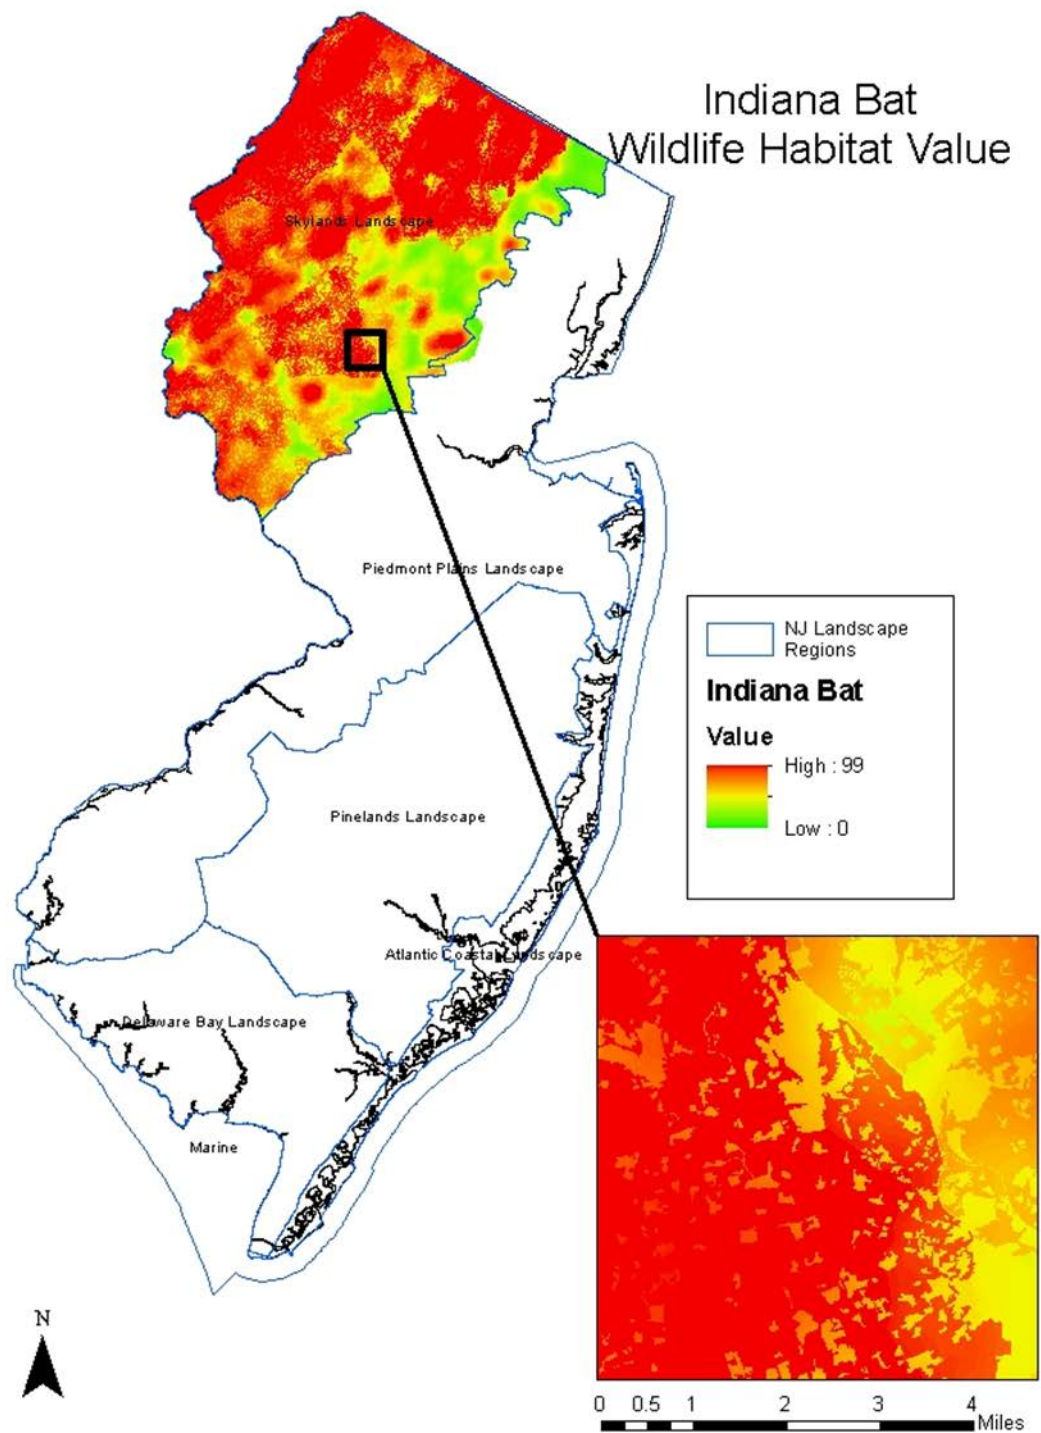 Indiana Bat
Wildlife Habitat Value
Skylands Landscape
Piedmont Plains Landscape
NJ Landscape
Regions
Indiana Bat
Value
High : 99
Low : 0
Pinelands Landscape
Atlantic Coastal Landscape
Delaware Bay Landscape
Marine
N
0 0.5 1 2 3 4
Miles